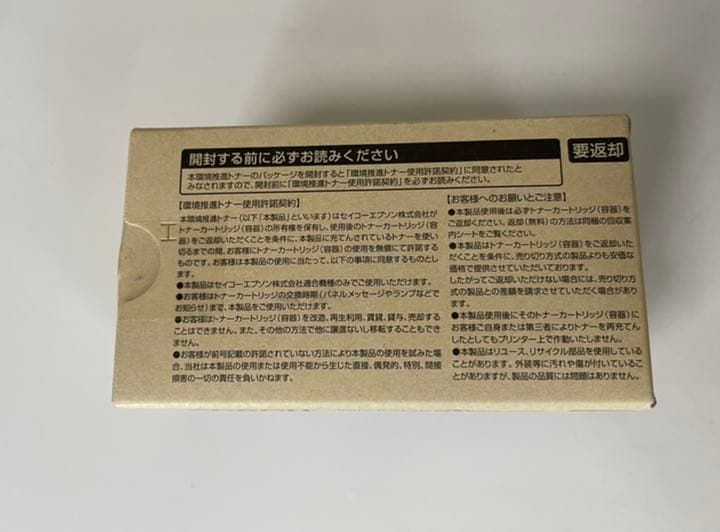 開封する前に必ずお読みください
要返却
本環境推進トナーのパッケージを開封すると「環境推進トナー使用許諾契約」に同意されたと
みなされますので、開封前に「環境推進トナー使用許諾契約」を必ずお読みください。
【環境推進トナー使用許諾契約】
本環境推進トナー(以下「本製品」といいます)はセイコーエプソン株式会社が
トナーカートリッジ(容器)の所有権を保有し、使用後のトナーカートリッジ(容
器)をご返却いただくことを条件に、本製品に充てんされているトナーを使い
切るまでの間、お客様にトナーカートリッジ(容器)の使用を無償にて許諾する
ものです。お客様は本製品の使用に当たって、以下の事項に同意するものとし
ます。
●本製品はセイコーエプソン株式会社適合機種のみでご使用いただけます。
●お客様はトナーカートリッジの交換時期(パネルメッセージやランプなどで
お知らせ)まで、本製品をご使用いただけます。
●お客様はトナーカートリッジ(容器)を改造、再生利用、賃貸、貸与、売却する
ことはできません。また、その他の方法で他に譲渡ないし移転することもでき
ません。
●お客様が前号記載の許諾されていない方法により本製品の使用を試みた場
合、当社は本製品の使用または使用不能から生じた直接、偶発的、特別、間接
損害の一切の責任を負いかねます。
【お客様へのお願いとご注意】
●本製品使用後は必ずトナーカートリッジ(容器)をご
返却ください。返却(無料)の方法は同梱の回収案
内シートをご覧ください。
●本製品はトナーカートリッジ(容器)をご返却いただ
くことを条件に、売り切り方式の製品よりも安価な
価格で提供させていただいております。
したがってご返却いただけない場合には、売り切り方
式の製品との差額を請求させていただく場合があり
ます。
●本製品使用後にそのトナーカートリッジ(容器)に
お客様ご自身または第三者によりトナーを再充てん
したとしてもプリンター上で作動いたしません。
●本製品はリユース、リサイクル部品を使用している
ことがあります。外装等に汚れや傷が付いているこ
とがありますが、製品の品質には問題はありません。